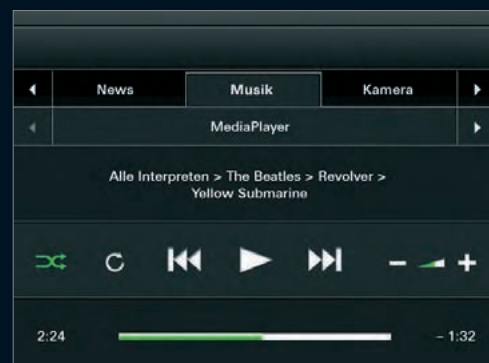 News
Musik
Kamera
MediaPlayer
Alle Interpreten > The Beatles > Revolver >
Yellow Submarine
2:24
– 1:32